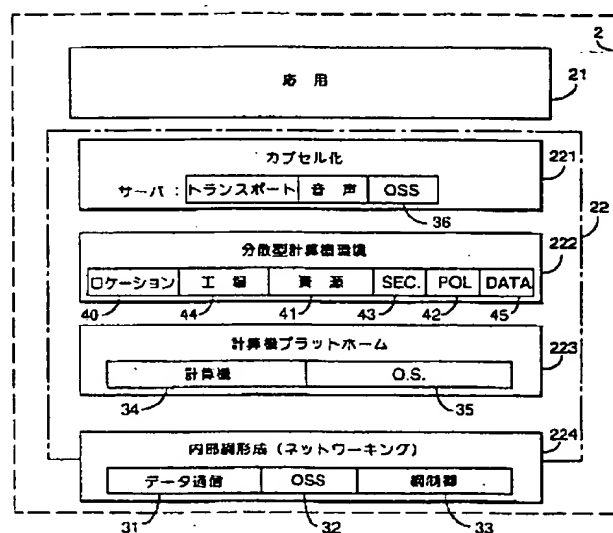 2
応用
21
カプセル化
221
サーバ: トランスポート 音声 OSS
36
22
分散型計算機環境
222
ロケーション 工場 資源 SEC. POL DATA
40 44 41 43 42 45
計算機プラットホーム
223
計算機 O.S.
34 35
内部網形成(ネットワーキング)
224
データ通信 OSS 網制御
31 32 33